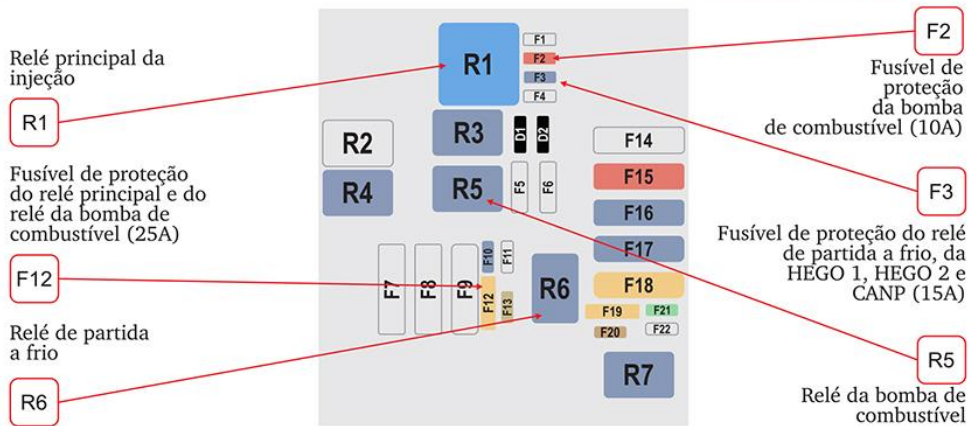 Relé principal da
injeção
R1
Fusível de proteção
do relé principal e do
relé da bomba de
combustível (25A)
F12
Relé de partida
a frio
R6
R1
F1
F2
F3
F4
R2
R3
D1
D2
F14
R4
R5
F5
F6
F15
F16
F17
F7
F8
F9
F10
F11
F12
F13
R6
F18
F19
F21
F20
F22
R7
F2
Fusível de
proteção
da bomba
de combustível (10A)
F3
Fusível de proteção do relé
de partida a frio, da
HEGO 1, HEGO 2 e
CANP (15A)
R5
Relé da bomba de
combustível